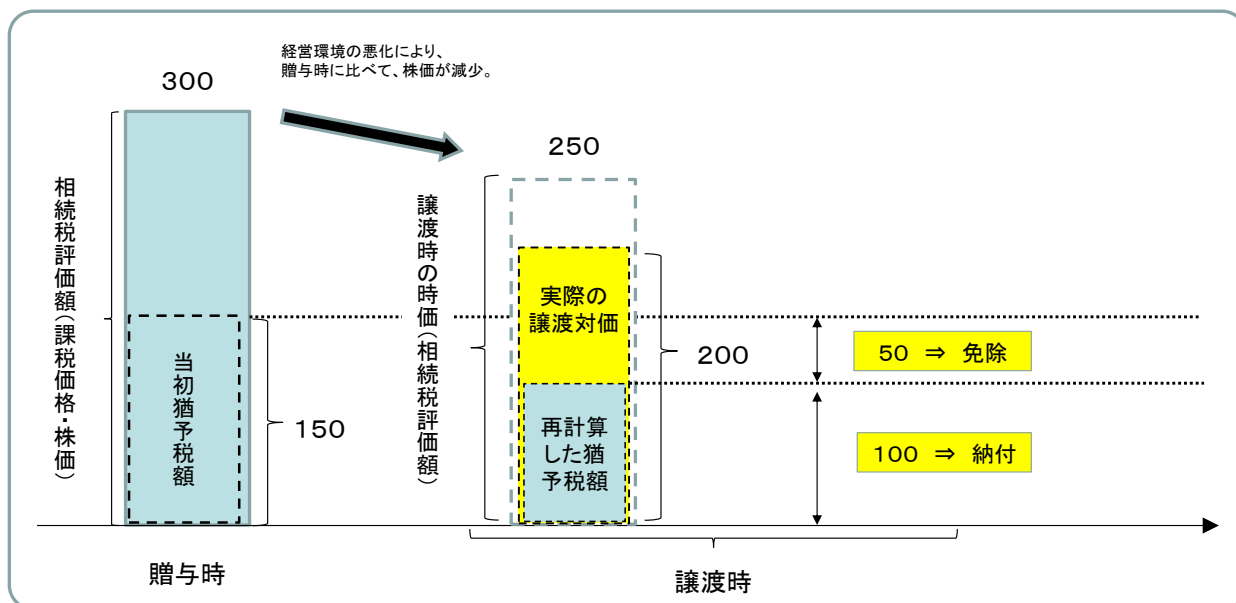 経営環境の悪化により、
贈与時に比べて、株価が減少。
300
250
相続税評価額(課税価格・株価)
当初猶予税額
150
譲渡時の時価(相続税評価額)
実際の
譲渡対価
200
再計算
した猶
予税額
50 ⇒ 免除
100 ⇒ 納付
贈与時
譲渡時